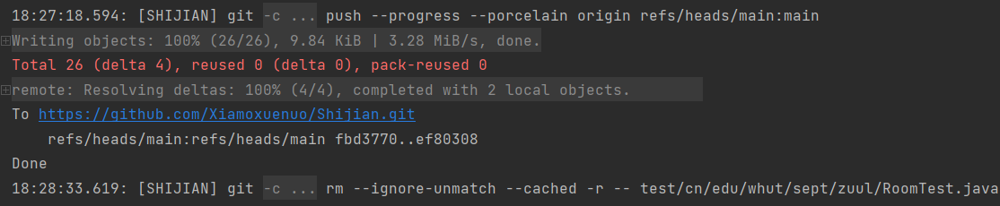 18:27:18.594: [SHIJIAN] git -c ... push --progress --porcelain origin refs/heads/main:main
Writing objects: 100% (26/26), 9.84 KiB | 3.28 MiB/s, done.
Total 26 (delta 4), reused 0 (delta 0), pack-reused 0
remote: Resolving deltas: 100% (4/4), completed with 2 local objects.
To https://github.com/Xiamoxuenuo/Shijian.git
refs/heads/main:refs/heads/main fbd3770..ef80308
Done
18:28:33.619: [SHIJIAN] git -c ... rm --ignore-unmatch --cached -r -- test/cn/edu/whut/sept/zuul/RoomTest.java